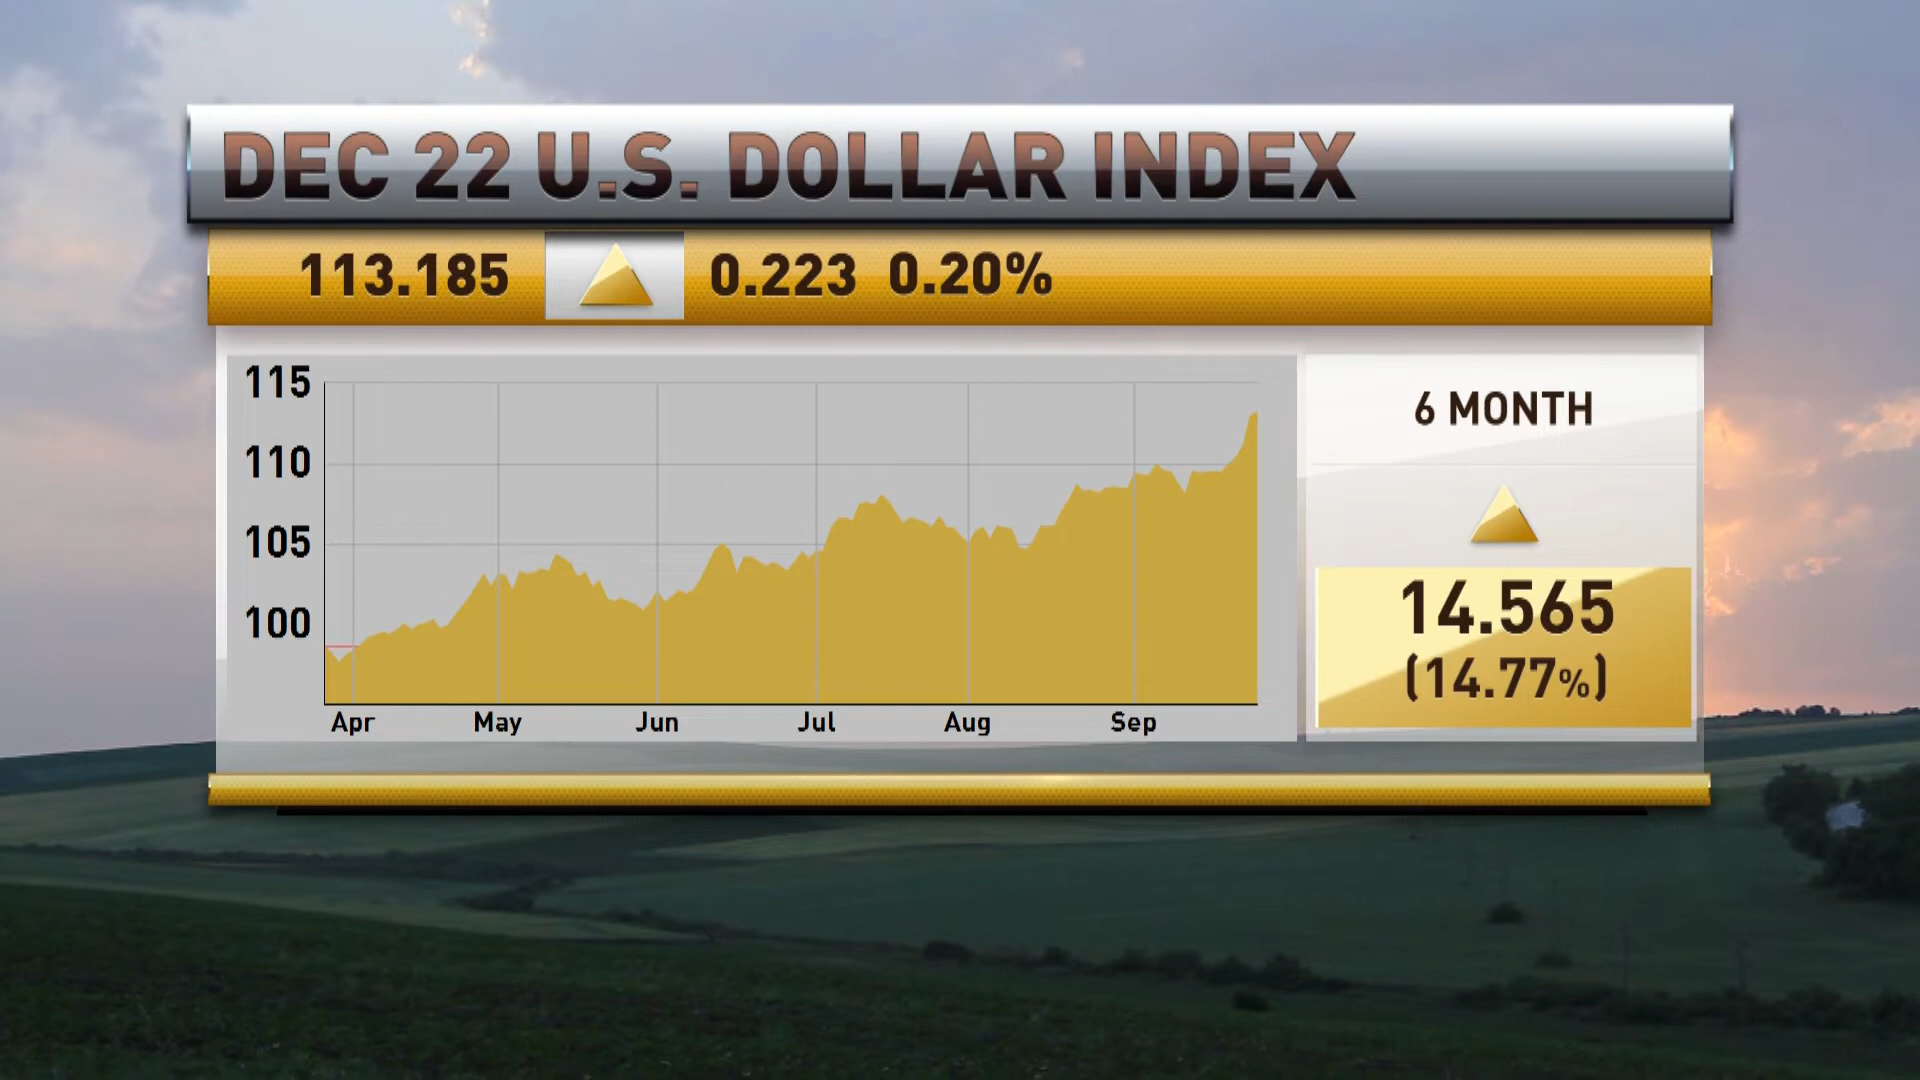 DEC 22 U.S. DOLLAR INDEX
113.185 0.223 0.20%
115
110
105
100
Apr May Jun Jul Aug Sep
6 MONTH
14.565
(14.77%)